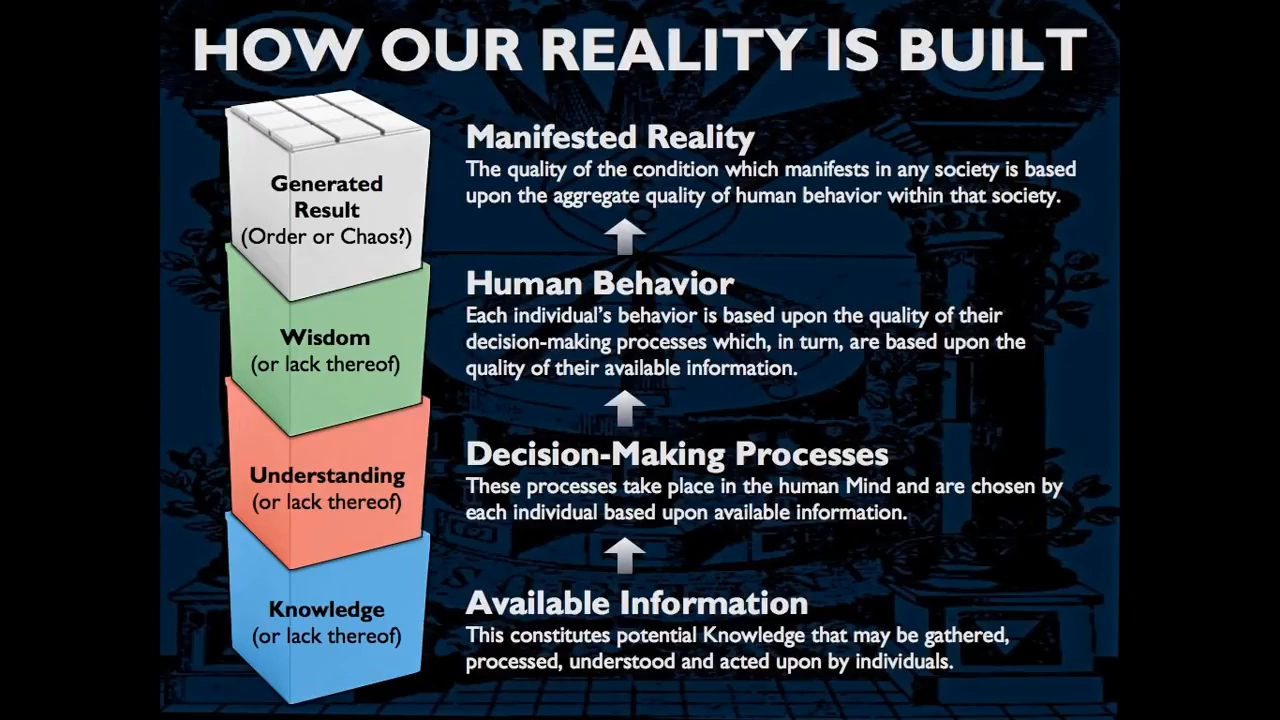 HOW OUR REALITY IS BUILT
Generated
Result
(Order or Chaos?)
Manifested Reality
The quality of the condition which manifests in any society is based
upon the aggregate quality of human behavior within that society.
Wisdom
(or lack thereof)
Human Behavior
Each individual’s behavior is based upon the quality of their
decision-making processes which, in turn, are based upon the
quality of their available information.
Understanding
(or lack thereof)
Decision-Making Processes
These processes take place in the human Mind and are chosen by
each individual based upon available information.
Knowledge
(or lack thereof)
Available Information
This constitutes potential Knowledge that may be gathered,
processed, understood and acted upon by individuals.